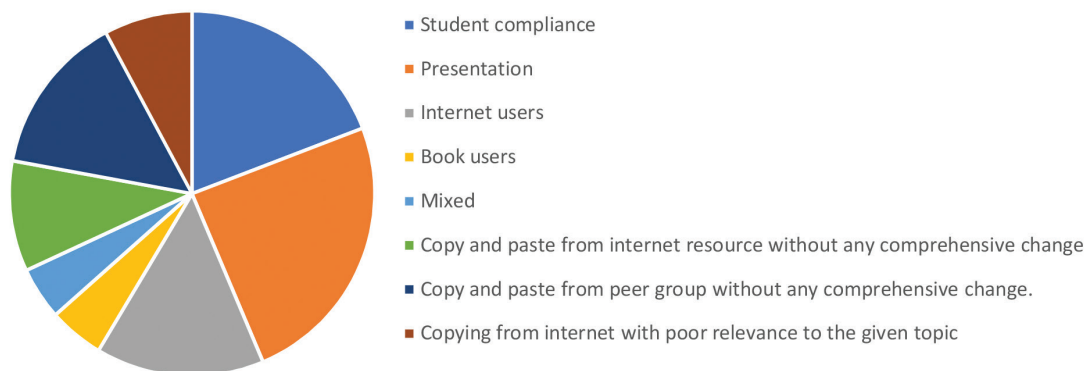 Student compliance
Presentation
Internet users
Book users
Mixed
Copy and paste from internet resource without any comprehensive change
Copy and paste from peer group without any comprehensive change.
Copying from internet with poor relevance to the given topic